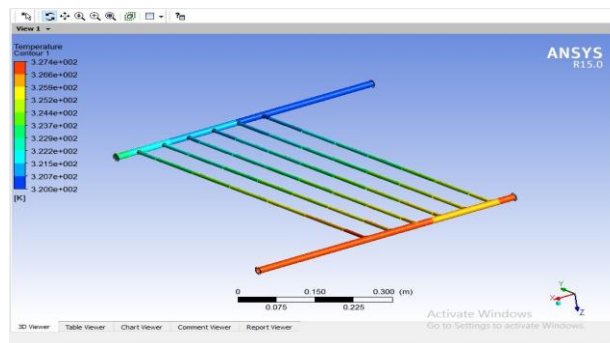 View 1
ANSYS
R15.0
Temperature
Contour 1
3.274e+002
3.266e+002
3.259e+002
3.252e+002
3.244e+002
3.237e+002
3.229e+002
3.222e+002
3.215e+002
3.207e+002
3.200e+002
[K]
0 0.150 0.300 (m)
0.075 0.225
Y
X
Z
Activate Windows
Go to Settings to activate Windows.
3D Viewer Table Viewer Chart Viewer Comment Viewer Report Viewer